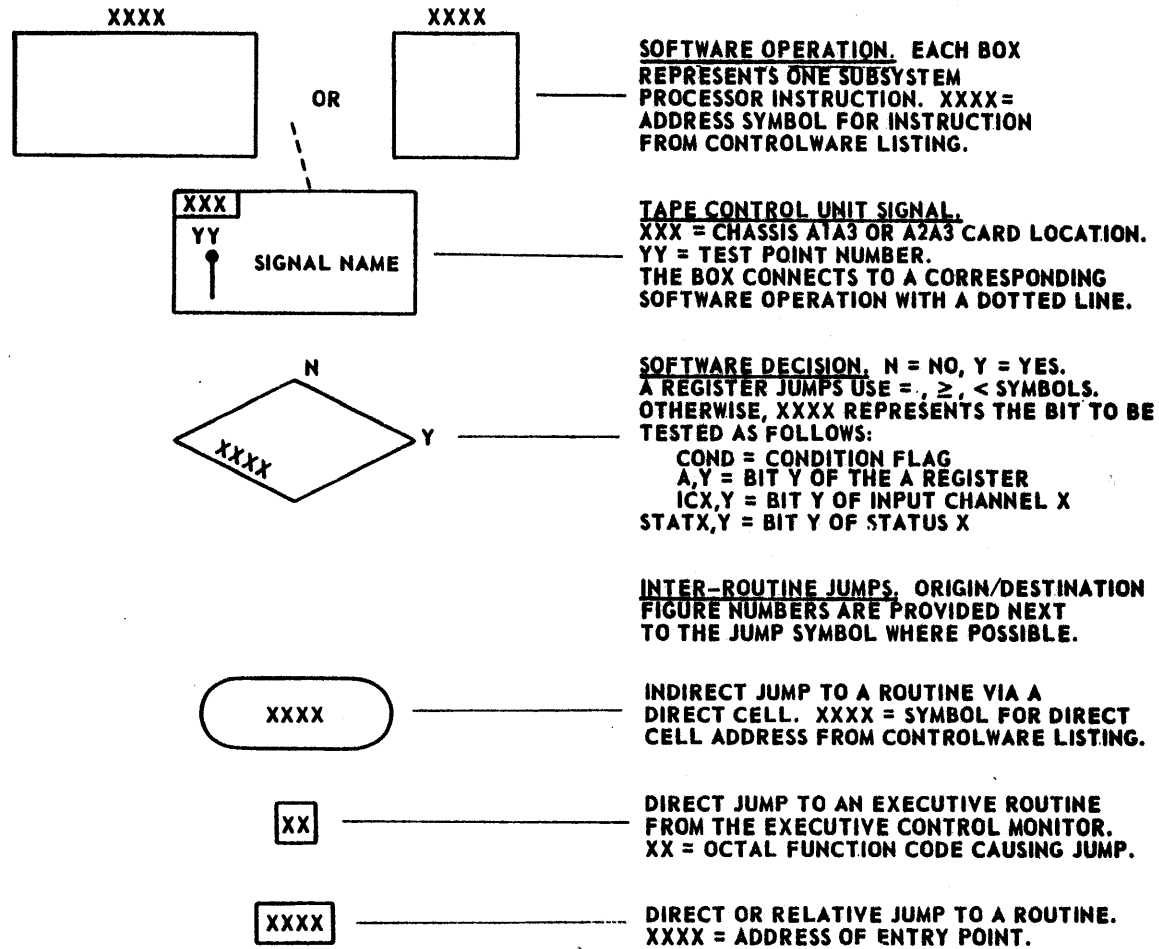 XXXX
XXXX
OR
SOFTWARE OPERATION. EACH BOX
REPRESENTS ONE SUBSYSTEM
PROCESSOR INSTRUCTION. XXXX=
ADDRESS SYMBOL FOR INSTRUCTION
FROM CONTROLWARE LISTING.
XXX
YY
SIGNAL NAME
TAPE CONTROL UNIT SIGNAL.
XXX = CHASSIS A1A3 OR A2A3 CARD LOCATION.
YY = TEST POINT NUMBER.
THE BOX CONNECTS TO A CORRESPONDING
SOFTWARE OPERATION WITH A DOTTED LINE.
N
Y
XXXX
SOFTWARE DECISION. N = NO, Y = YES.
A REGISTER JUMPS USE = , ≥ , < SYMBOLS.
OTHERWISE, XXXX REPRESENTS THE BIT TO BE
TESTED AS FOLLOWS:
COND = CONDITION FLAG
A,Y = BIT Y OF THE A REGISTER
ICX,Y = BIT Y OF INPUT CHANNEL X
STATX,Y = BIT Y OF STATUS X
INTER-ROUTINE JUMPS. ORIGIN/DESTINATION
FIGURE NUMBERS ARE PROVIDED NEXT
TO THE JUMP SYMBOL WHERE POSSIBLE.
XXXX
INDIRECT JUMP TO A ROUTINE VIA A
DIRECT CELL. XXXX = SYMBOL FOR DIRECT
CELL ADDRESS FROM CONTROLWARE LISTING.
XX
DIRECT JUMP TO AN EXECUTIVE ROUTINE
FROM THE EXECUTIVE CONTROL MONITOR.
XX = OCTAL FUNCTION CODE CAUSING JUMP.
XXXX
DIRECT OR RELATIVE JUMP TO A ROUTINE.
XXXX = ADDRESS OF ENTRY POINT.